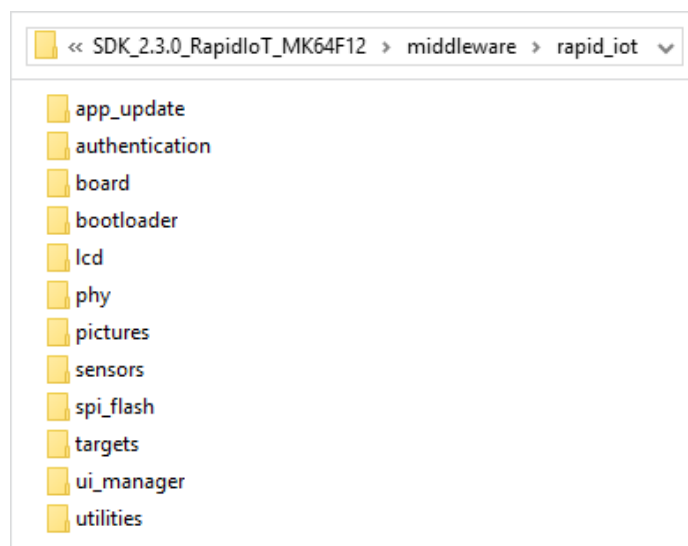 « SDK_2.3.0_RapidIoT_MK64F12 > middleware > rapid_iot
app_update
authentication
board
bootloader
lcd
phy
pictures
sensors
spi_flash
targets
ui_manager
utilities